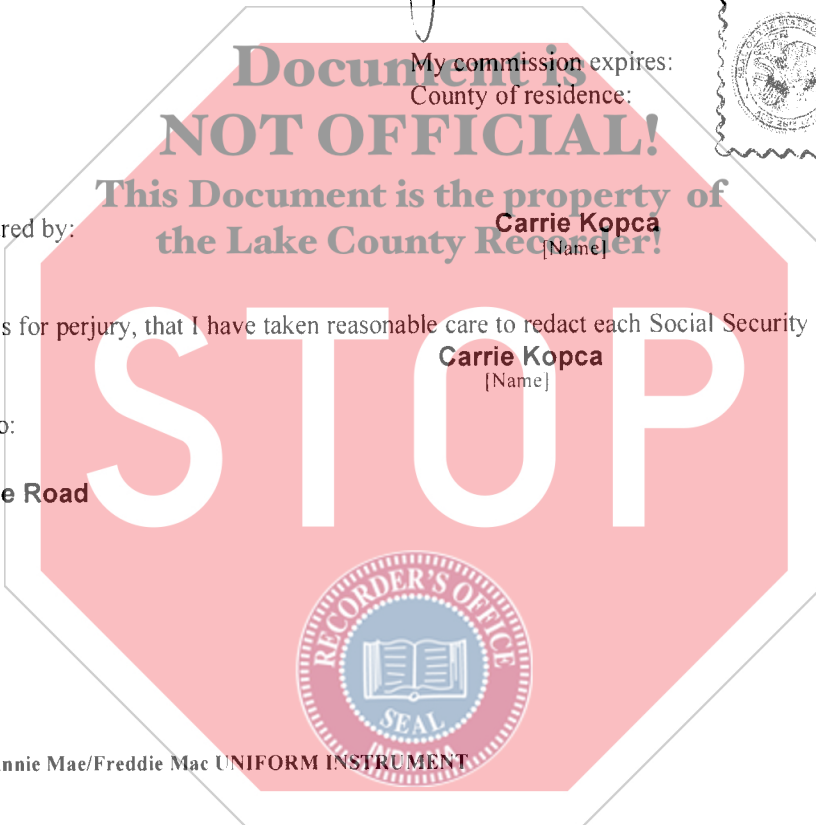 My commission expires:
County of residence:
Document is
NOT OFFICIAL!
This Document is the property of
the Lake County Recorder!
red by:
Carrie Kopca
[Name]
s for perjury, that I have taken reasonable care to redact each Social Security
Carrie Kopca
[Name]
o:
e Road
STOP
RECORDER'S OFFICE
SEAL
INDIANA
nnie Mae/Freddie Mac UNIFORM INSTRUMENT